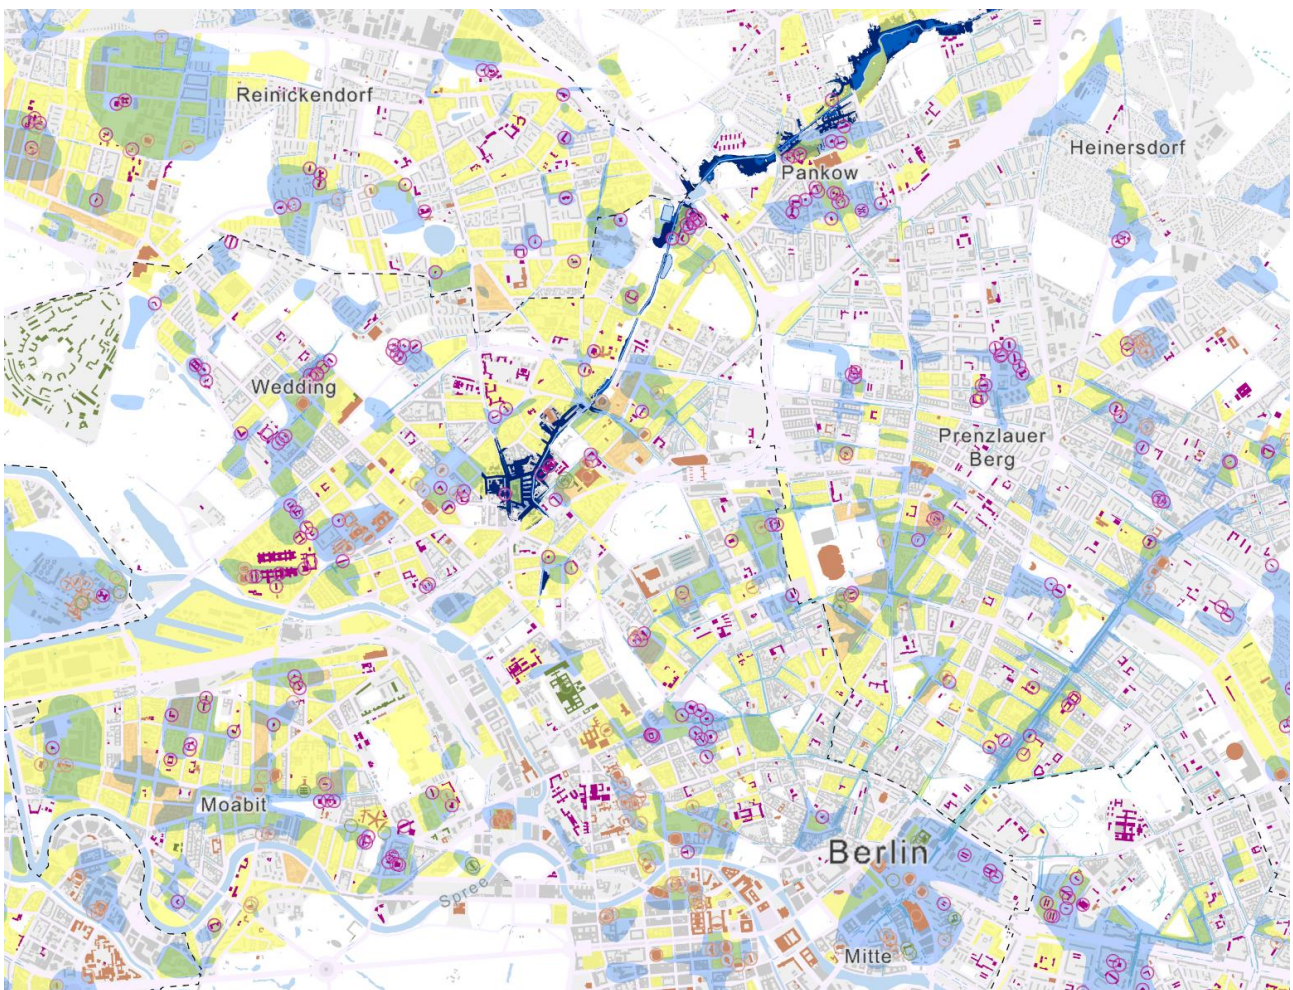 Reinickendorf
Heinersdorf
Pankow
Wedding
Prenzlauer
Berg
Moabit
Berlin
Spree
Mitte